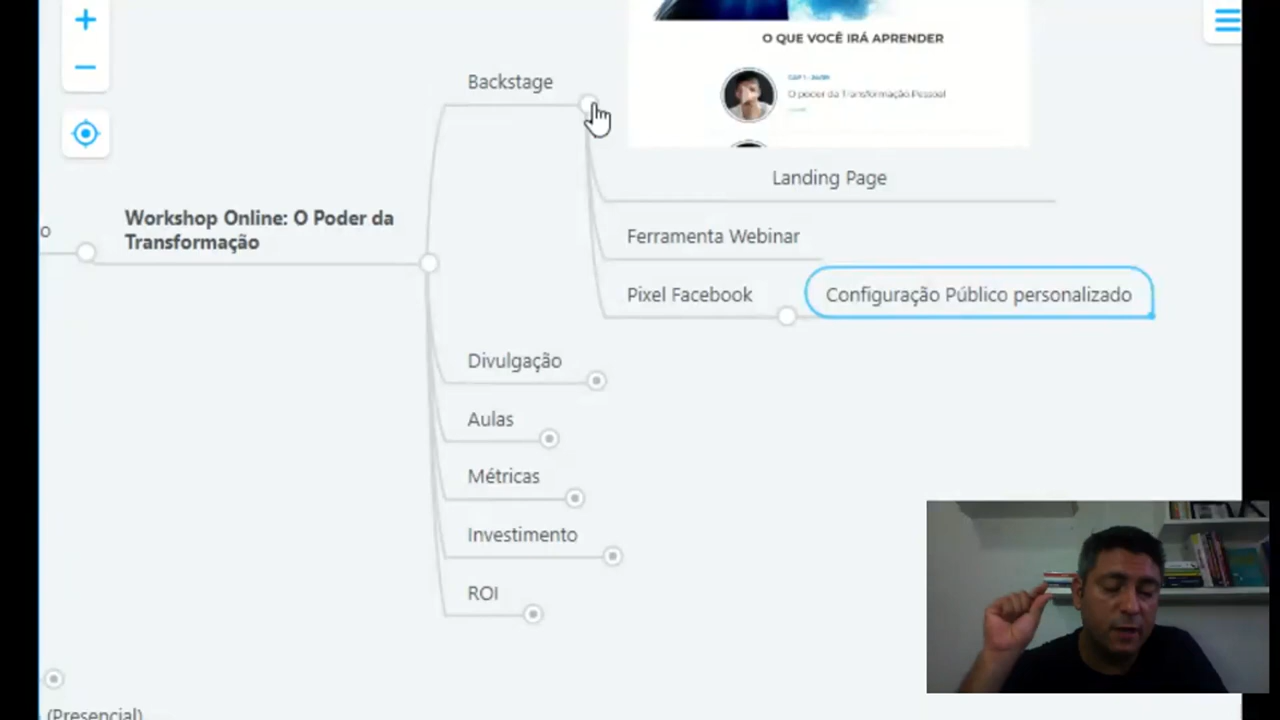 O QUE VOCÊ IRÁ APRENDER
O poder da Transformação Pessoal
Backstage
Landing Page
Ferramenta Webinar
Pixel Facebook
Configuração Público personalizado
o
Workshop Online: O Poder da
Transformação
Divulgação
Aulas
Métricas
Investimento
ROI
(Presencial)